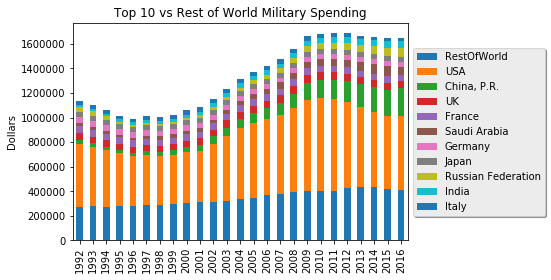 Top 10 vs Rest of World Military Spending
1600000
1400000
1200000
1000000
800000
600000
400000
200000
0
Dollars
1992
1993
1994
1995
1996
1997
1998
1999
2000
2001
2002
2003
2004
2005
2006
2007
2008
2009
2010
2011
2012
2013
2014
2015
2016
RestOfWorld
USA
China, P.R.
UK
France
Saudi Arabia
Germany
Japan
Russian Federation
India
Italy